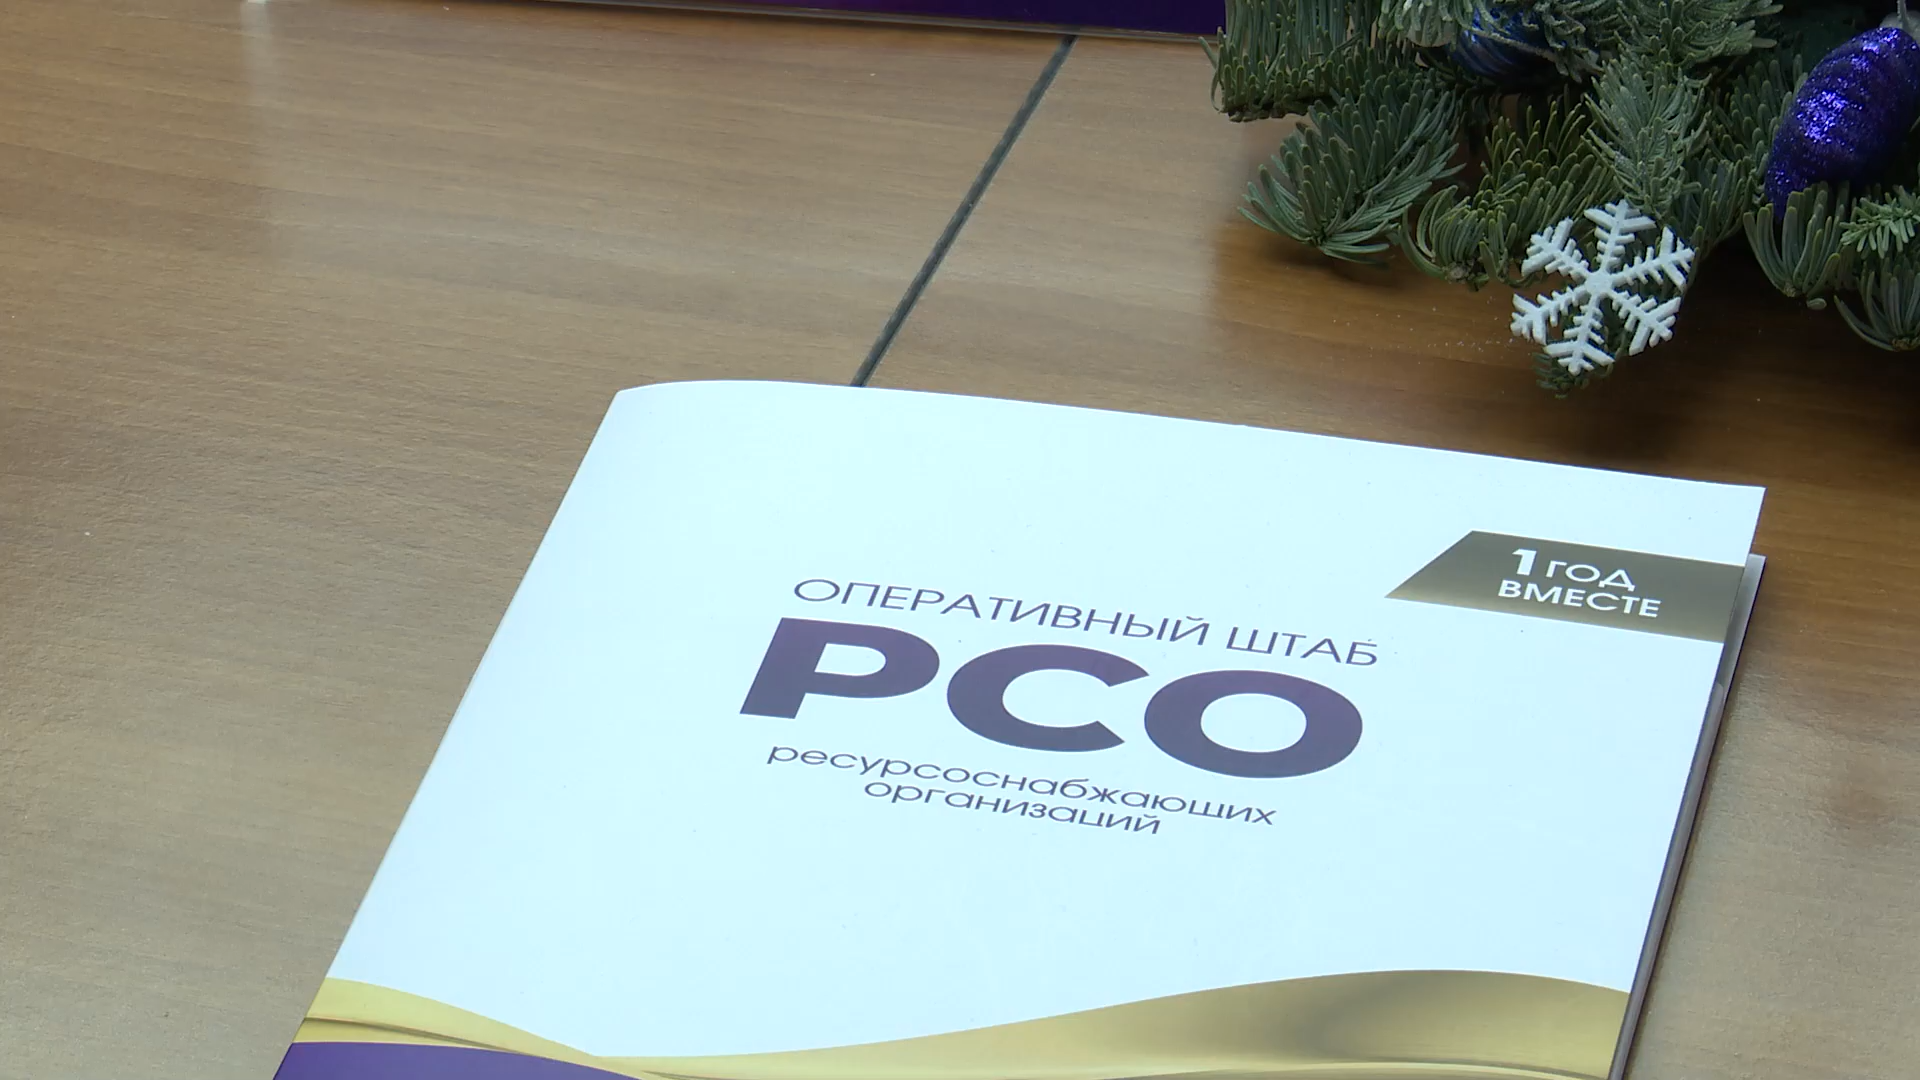 1 ГОД
ВМЕСТЕ
ОПЕРАТИВНЫЙ ШТАБ
РСО
ресурсоснабжающих
организаций